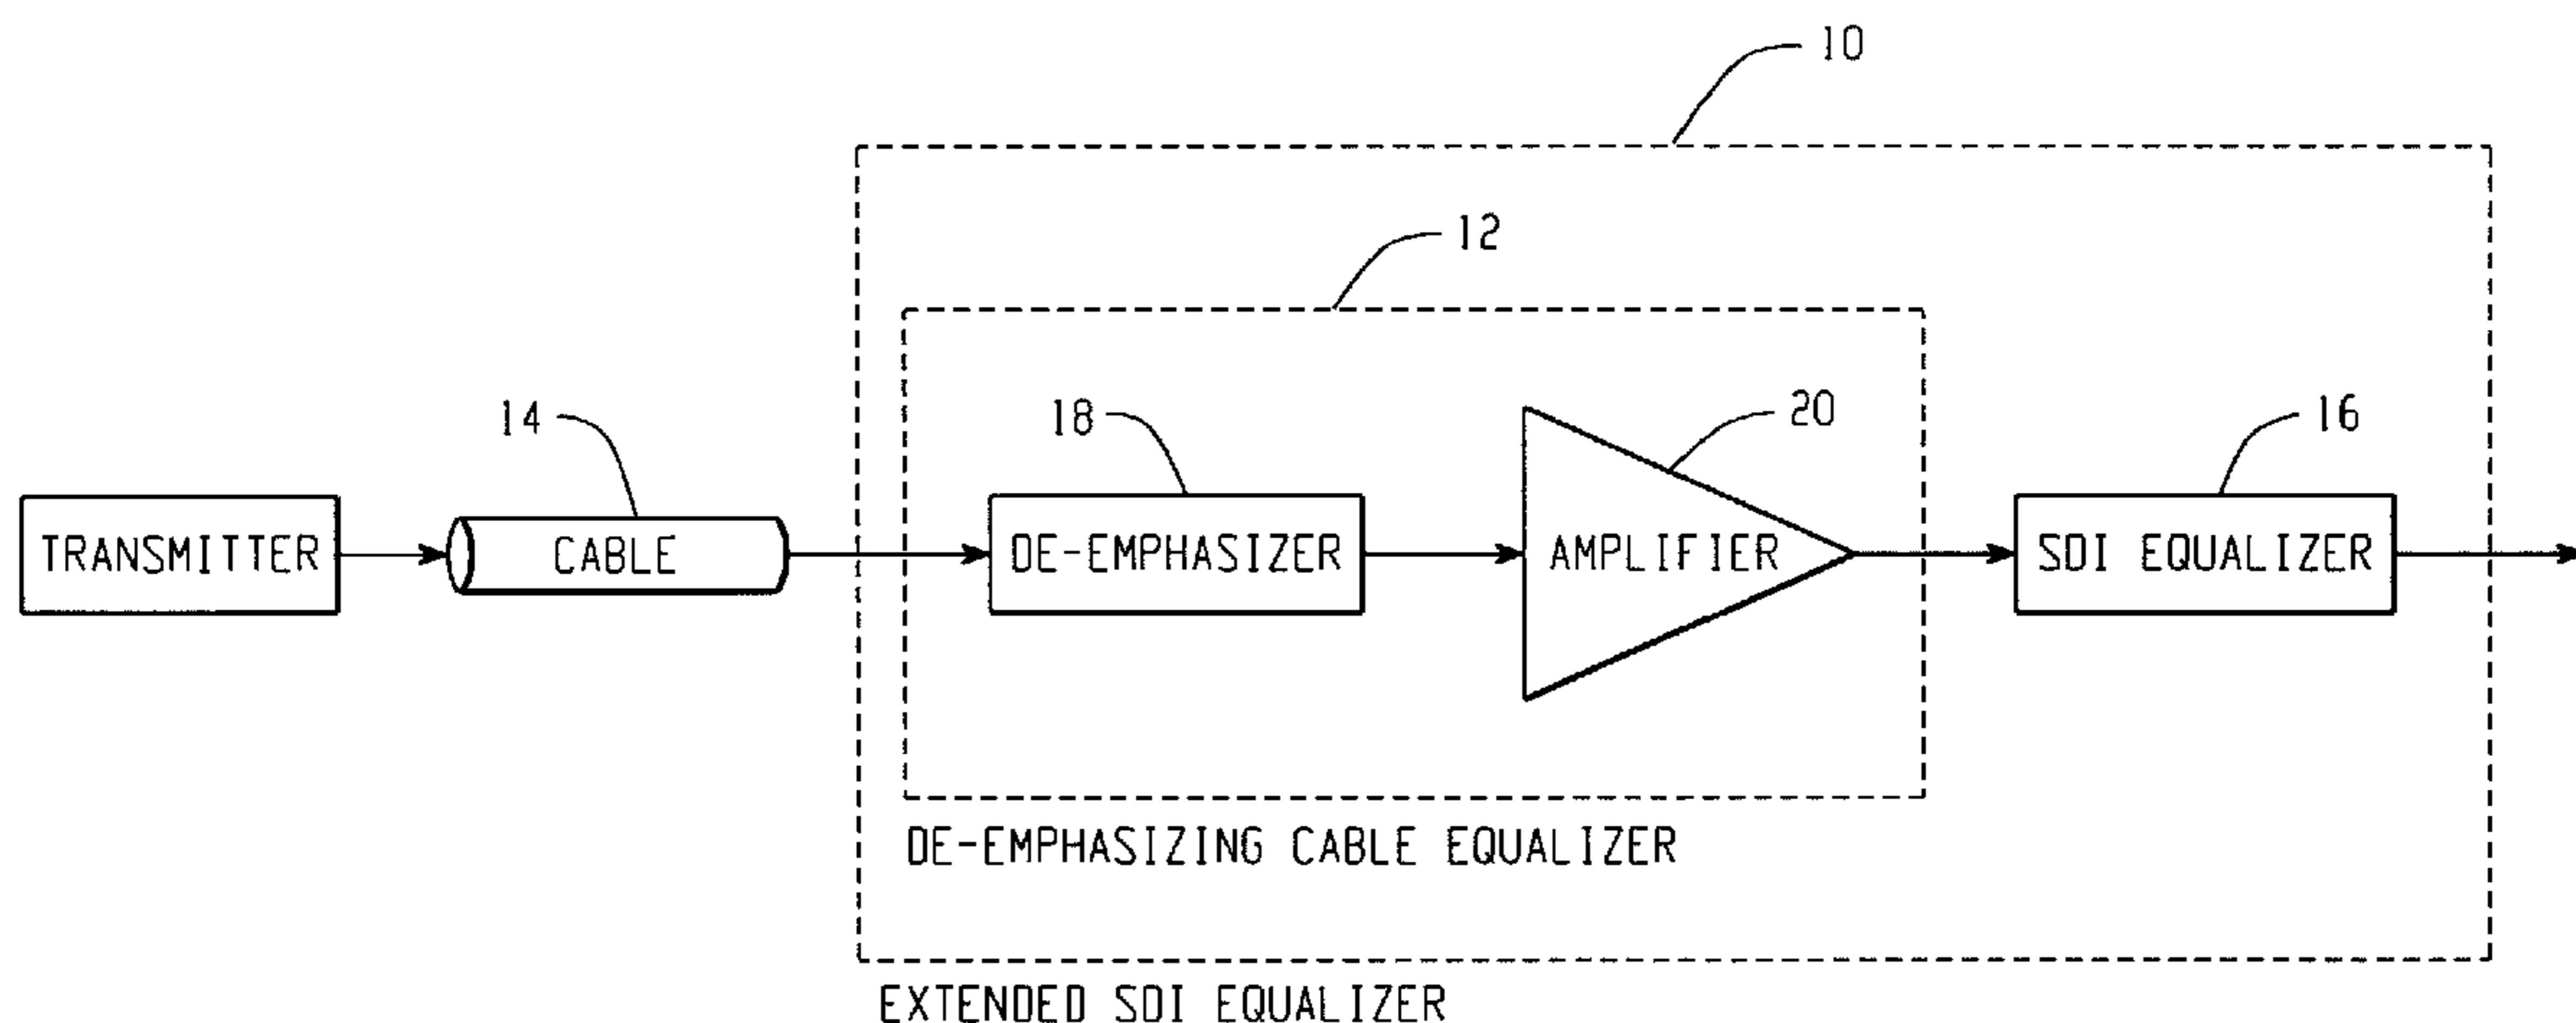 10
12
14
18
20
16
TRANSMITTER
CABLE
DE-EMPHASIZER
AMPLIFIER
SDI EQUALIZER
DE-EMPHASIZING CABLE EQUALIZER
EXTENDED SDI EQUALIZER